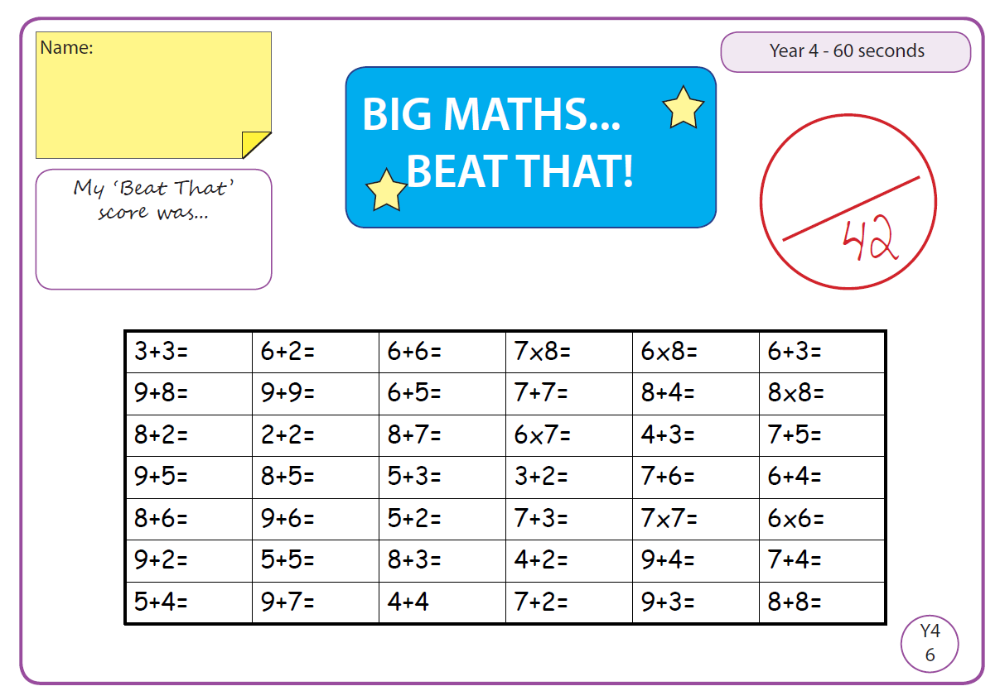 Name:
Year 4 - 60 seconds
BIG MATHS...
BEAT THAT!
My ‘Beat That’
score was...
42
3+3= 6+2= 6+6= 7x8= 6x8= 6+3=
9+8= 9+9= 6+5= 7+7= 8+4= 8x8=
8+2= 2+2= 8+7= 6x7= 4+3= 7+5=
9+5= 8+5= 5+3= 3+2= 7+6= 6+4=
8+6= 9+6= 5+2= 7+3= 7x7= 6x6=
9+2= 5+5= 8+3= 4+2= 9+4= 7+4=
5+4= 9+7= 4+4 7+2= 9+3= 8+8=
Y4
6